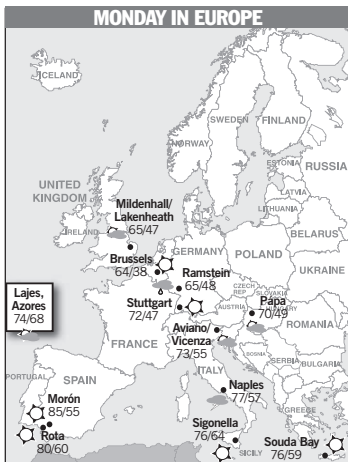 MONDAY IN EUROPE
ICELAND
SWEDEN
FINLAND
NORWAY
ESTONIA
RUSSIA
LATVIA
LITHUANIA
UNITED
KINGDOM
Mildenhall/
Lakenheath
65/47
IRELAND
BELARUS
Brussels
64/38
GERMANY
POLAND
Ramstein
65/48
UKRAINE
Lajes,
Azores
74/68
Stuttgart
72/47
CZECH
REP
SLOVAKIA
AUSTRIA
HUNGARY
Pápa
70/49
FRANCE
Aviano/
Vicenza
73/55
ROMANIA
BOSNIA
SERBIA
BULGARIA
ITALY
PORTUGAL
SPAIN
Morón
85/55
Rota
80/60
Naples
77/57
Sigonella
76/64
SICILY
GREECE
Souda Bay
76/59